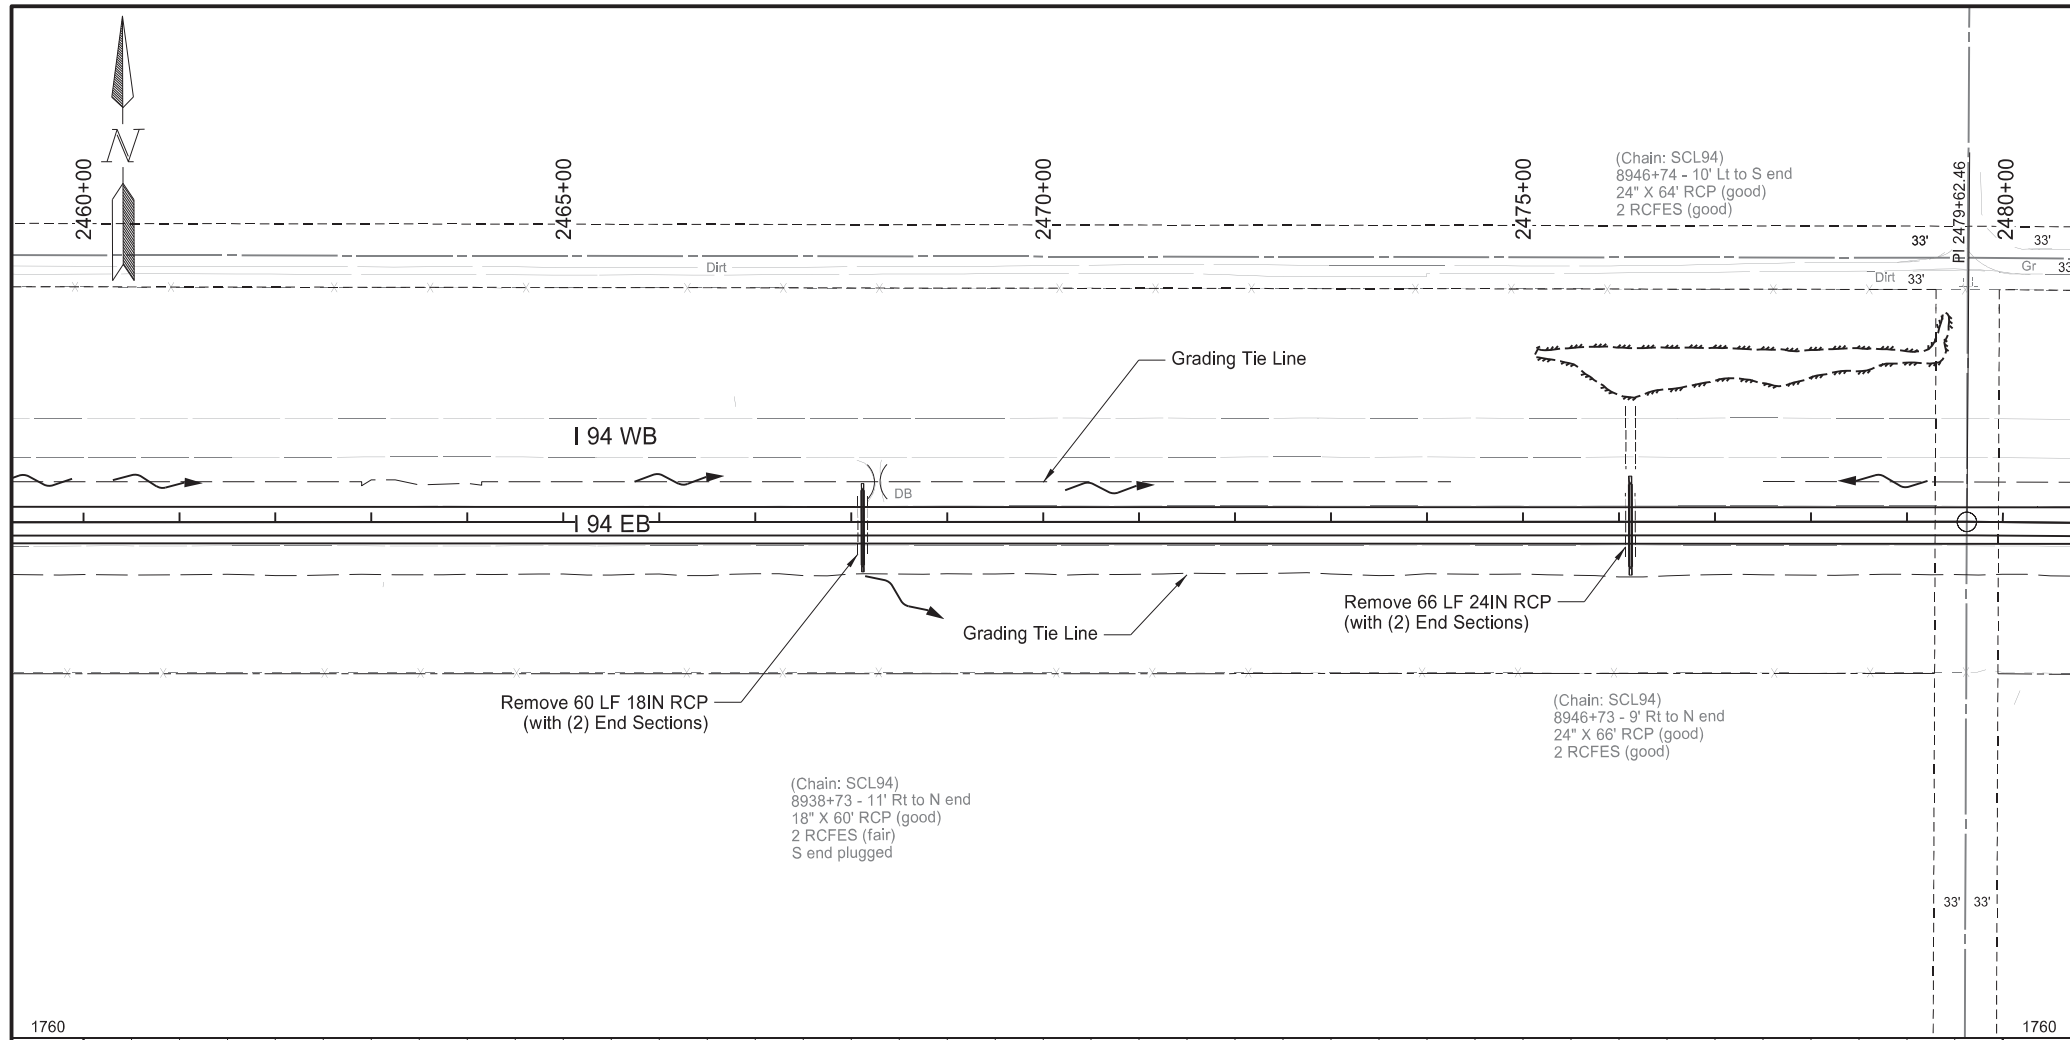 N
2460+00
2465+00
2470+00
2475+00
2480+00
PI 2479+62.46
(Chain: SCL94)
8946+74 - 10' Lt to S end
24" X 64' RCP (good)
2 RCFES (good)
33'
33'
Dirt
Dirt
33'
Gr
33
Grading Tie Line
I 94 WB
DB
I 94 EB
Remove 66 LF 24IN RCP
(with (2) End Sections)
Grading Tie Line
Remove 60 LF 18IN RCP
(with (2) End Sections)
(Chain: SCL94)
8946+73 - 9' Rt to N end
24" X 66' RCP (good)
2 RCFES (good)
(Chain: SCL94)
8938+73 - 11' Rt to N end
18" X 60' RCP (good)
2 RCFES (fair)
S end plugged
33'
33'
1760
1760